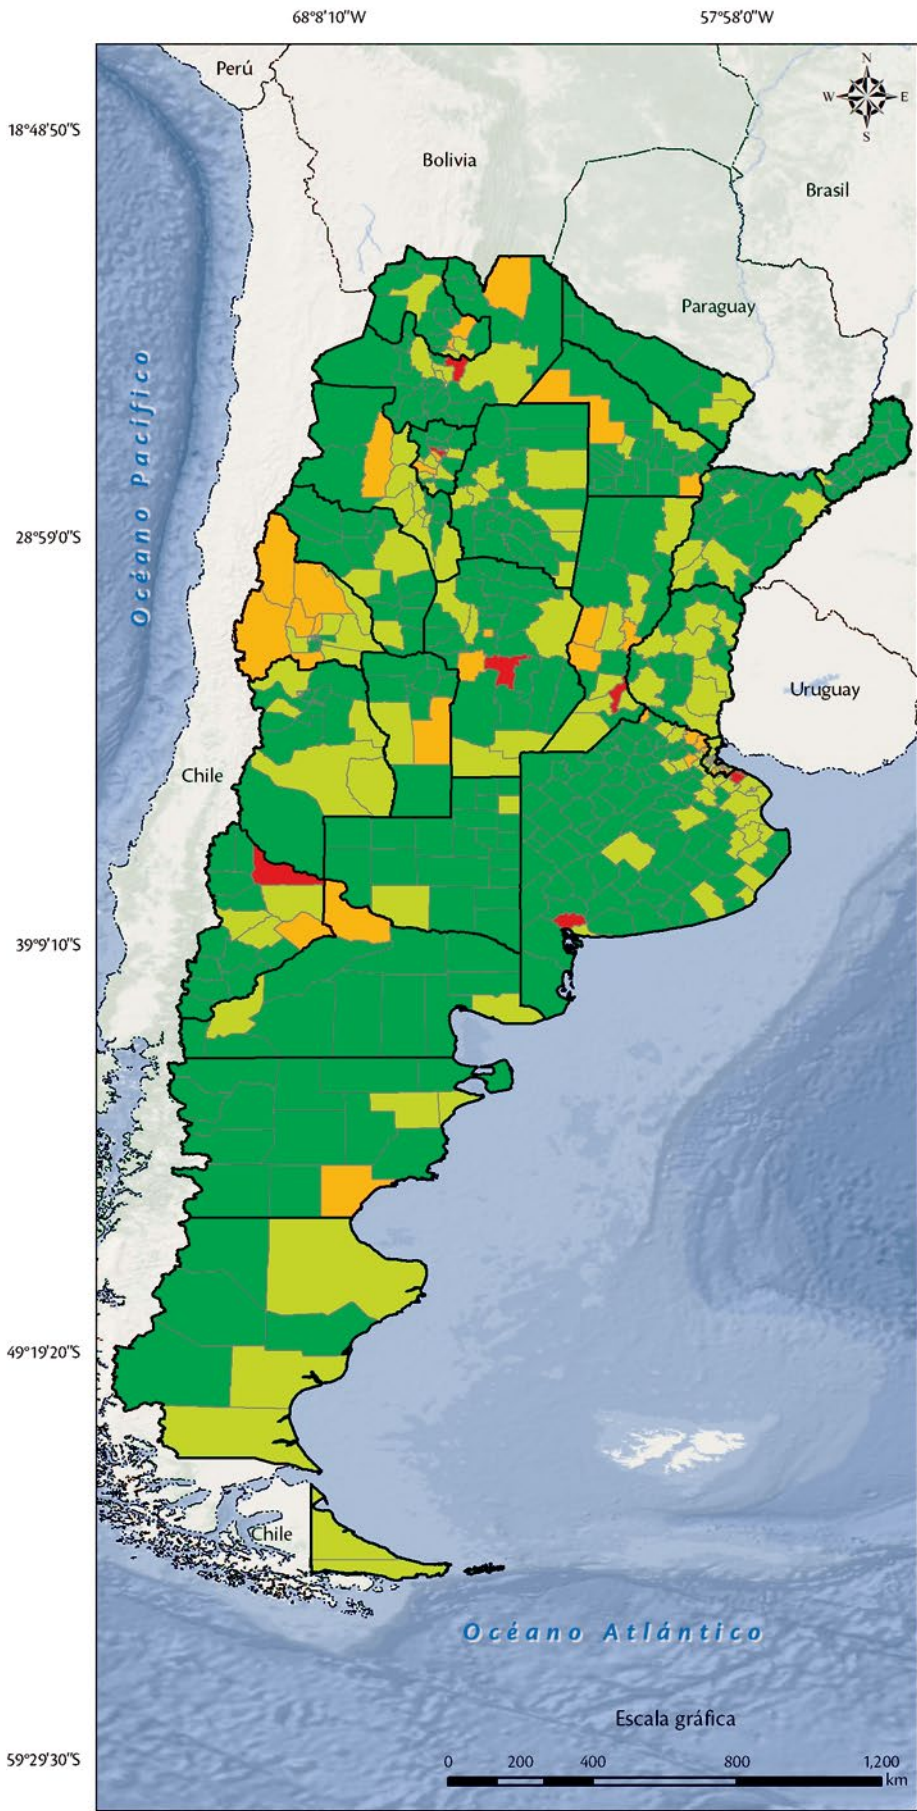 68°8'10"W
57°58'0"W
Perú
N
W
E
S
18°48'50"S
Bolivia
Brasil
Paraguay
Océano Pacífico
28°59'0"S
Uruguay
Chile
39°9'10"S
49°19'20"S
Chile
Océano Atlántico
Escala gráfica
59°29'30"S
0 200 400 800 1,200
km